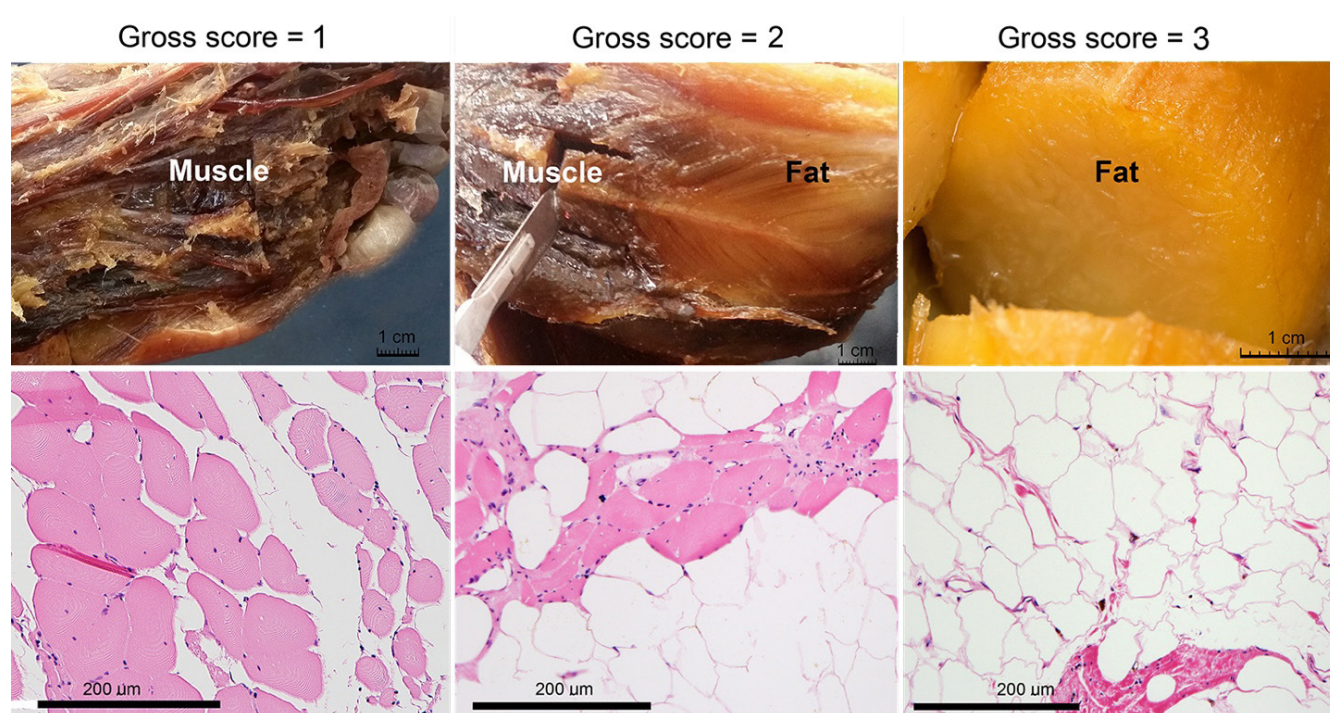 Gross score = 1
Gross score = 2
Gross score = 3
Muscle
Muscle
Fat
Fat
1 cm
1 cm
1 cm
200 µm
200 µm
200 µm